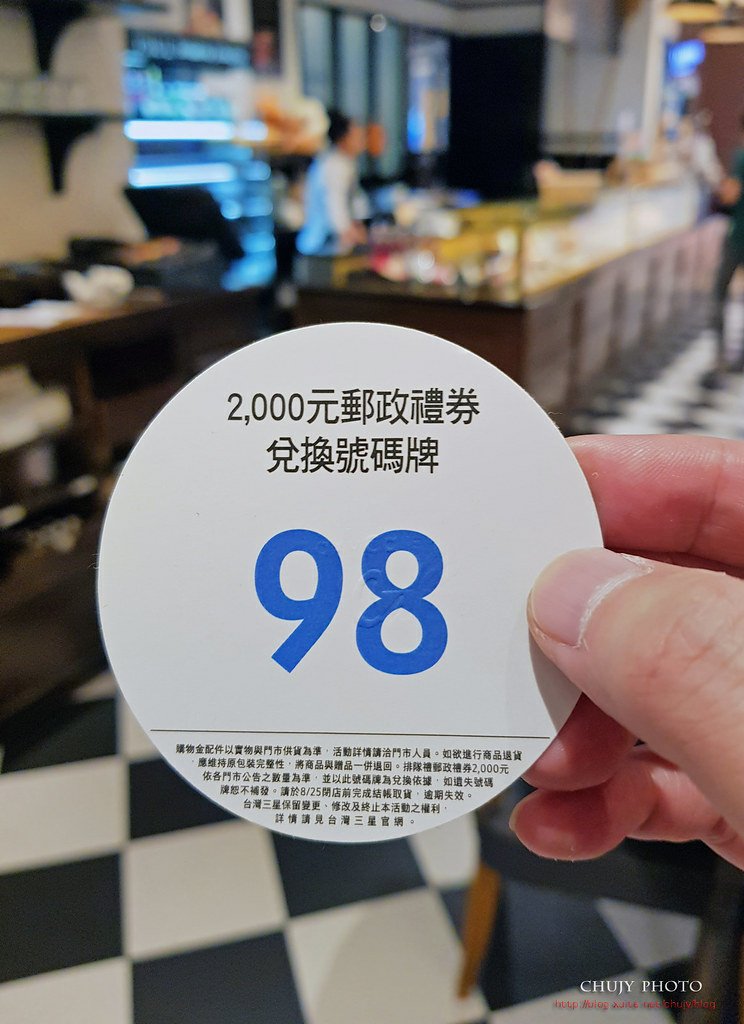 2,000元郵政禮券
兌換號碼牌
98
購物金配件以實物與門市供貨為準，活動詳情請洽門市人員。如欲進行商品退貨
，應維持原包裝完整性，將商品與贈品一併退回。排隊禮郵政禮券2,000元
依各門市公告之數量為準，並以此號碼牌為兌換依據，如遺失號碼
牌恕不補發。請於8/25閉店前完成結帳取貨，逾期失效。
台灣三星保留變更、修改及終止本活動之權利，
詳情請見台灣三星官網。
CHUJY PHOTO
http://blog.xuite.net/chujy/blog